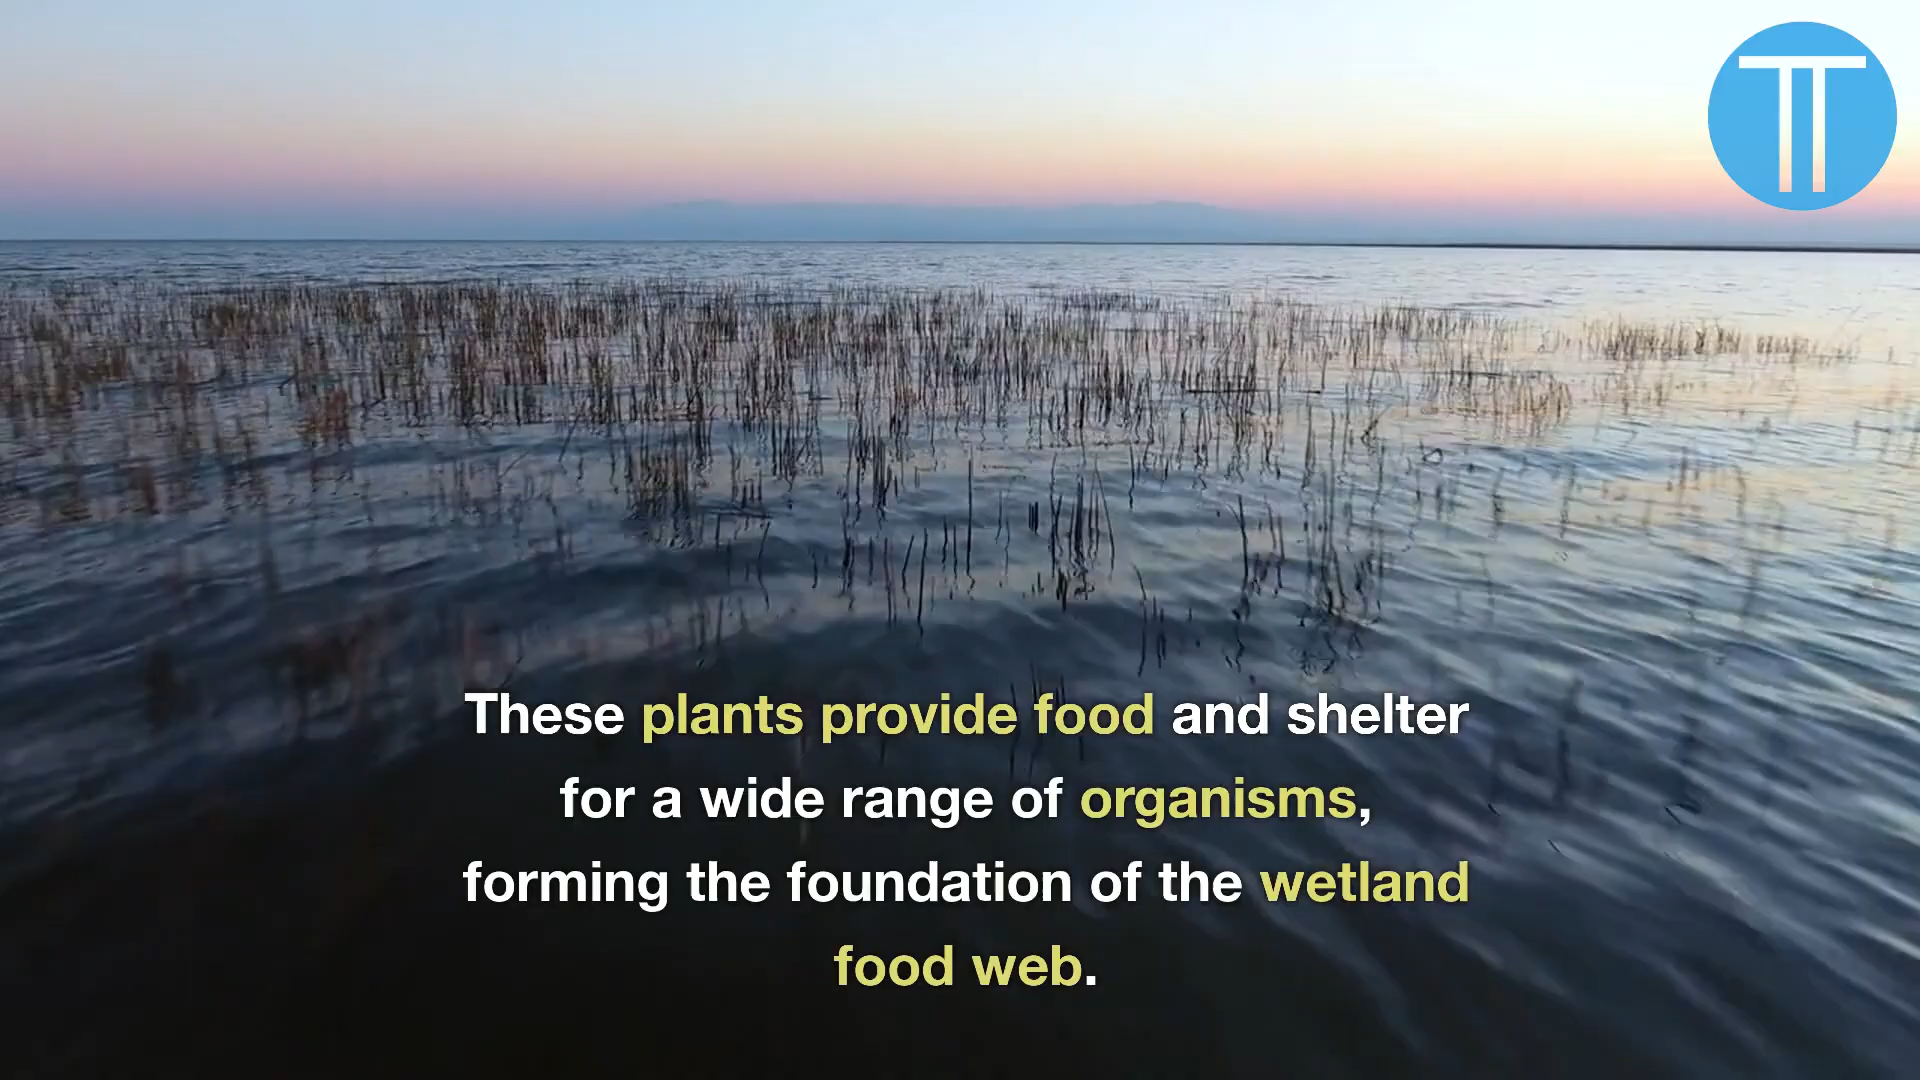 These plants provide food and shelter
for a wide range of organisms,
forming the foundation of the wetland
food web.